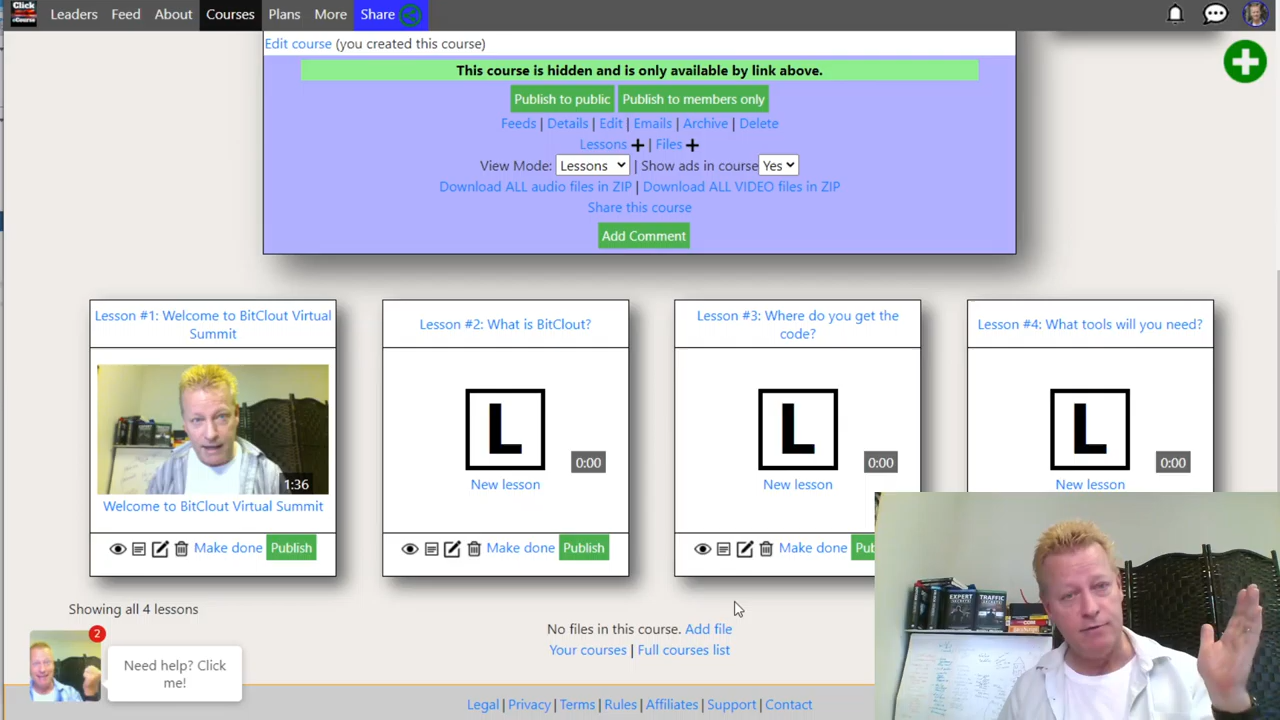 Click
eCourse
Leaders Feed About Courses Plans More Share
Edit course (you created this course)
This course is hidden and is only available by link above.
Publish to public Publish to members only
Feeds | Details | Edit | Emails | Archive | Delete
Lessons + | Files +
View Mode: Lessons | Show ads in course Yes
Download ALL audio files in ZIP | Download ALL VIDEO files in ZIP
Share this course
Add Comment
Lesson #1: Welcome to BitClout Virtual
Summit
1:36
Welcome to BitClout Virtual Summit
Make done Publish
Lesson #2: What is BitClout?
L
0:00
New lesson
Make done Publish
Lesson #3: Where do you get the
code?
L
0:00
New lesson
Make done Pu
Lesson #4: What tools will you need?
L
0:00
New lesson
Showing all 4 lessons
No files in this course. Add file
Your courses | Full courses list
2
Need help? Click
me!
EXPERT
SECRETS
TRAFFIC
SECRETS
Legal | Privacy | Terms | Rules | Affiliates | Support | Contact